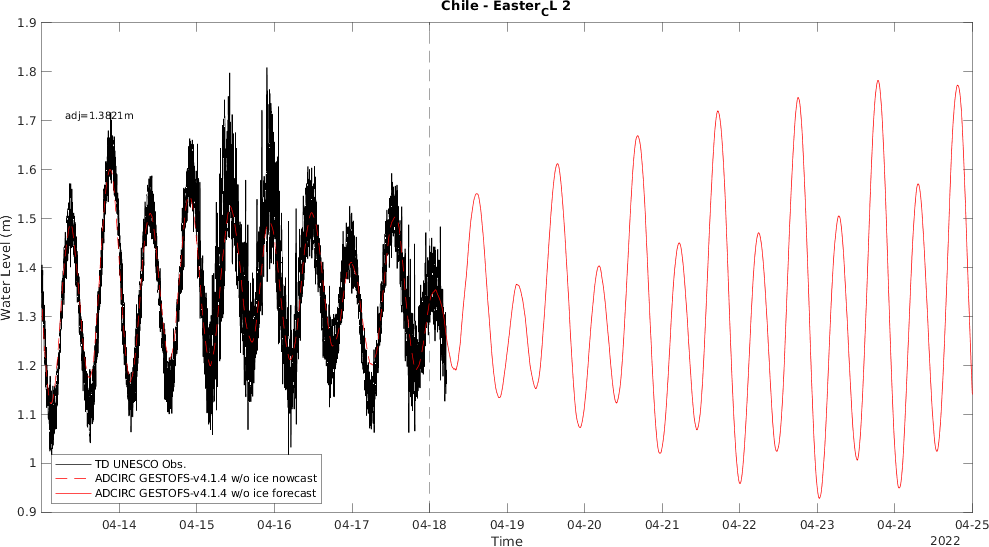 Chile - EasterCL 2
1.9
1.8
1.7
1.6
1.5
1.4
1.3
1.2
1.1
1
0.9
Water Level (m)
adj=1.3821m
TD UNESCO Obs.
ADCIRC GESTOFS-v4.1.4 w/o ice nowcast
ADCIRC GESTOFS-v4.1.4 w/o ice forecast
04-14 04-15 04-16 04-17 04-18 04-19 04-20 04-21 04-22 04-23 04-24 04-25
Time
2022